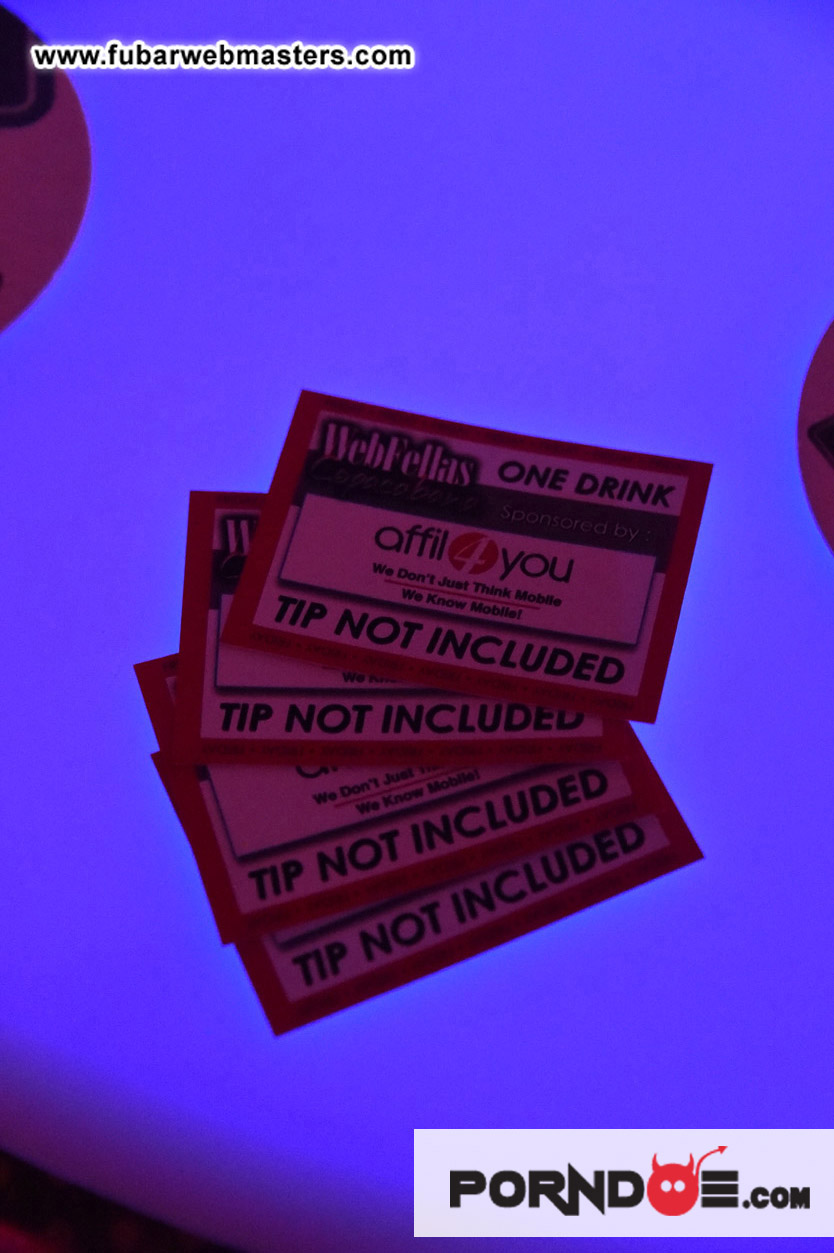 www.fubarwebmasters.com
WebFellas ONE DRINK
Sponsored by :
affil4you
We Don't Just Think Mobile
We Know Mobile!
TIP NOT INCLUDED
We
TIP NOT INCLUDED
We Don't Just
We Know Mobile!
TIP NOT INCLUDED
TIP NOT INCLUDED
PORNDOE.COM